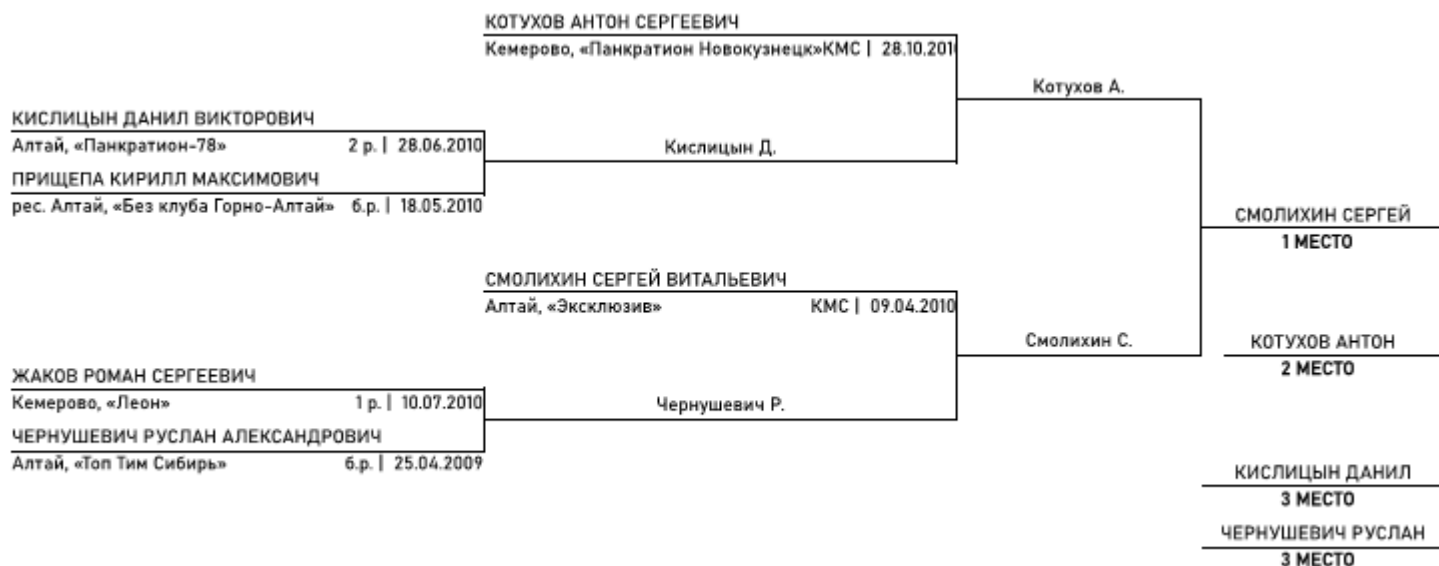 КОТУХОВ АНТОН СЕРГЕЕВИЧ
Кемерово, «Панкратион Новокузнецк»КМС | 28.10.2010
Котухов А.
КИСЛИЦЫН ДАНИЛ ВИКТОРОВИЧ
Алтай, «Панкратион-78» 2 р. | 28.06.2010
Кислицын Д.
ПРИЩЕПА КИРИЛЛ МАКСИМОВИЧ
рес. Алтай, «Без клуба Горно-Алтай» б.р. | 18.05.2010
СМОЛИХИН СЕРГЕЙ
1 МЕСТО
СМОЛИХИН СЕРГЕЙ ВИТАЛЬЕВИЧ
Алтай, «Эксклюзив» КМС | 09.04.2010
Смолихин С.
КОТУХОВ АНТОН
2 МЕСТО
ЖАКОВ РОМАН СЕРГЕЕВИЧ
Кемерово, «Леон» 1 р. | 10.07.2010
Чернушевич Р.
ЧЕРНУШЕВИЧ РУСЛАН АЛЕКСАНДРОВИЧ
Алтай, «Топ Тим Сибирь» б.р. | 25.04.2009
КИСЛИЦЫН ДАНИЛ
3 МЕСТО
ЧЕРНУШЕВИЧ РУСЛАН
3 МЕСТО